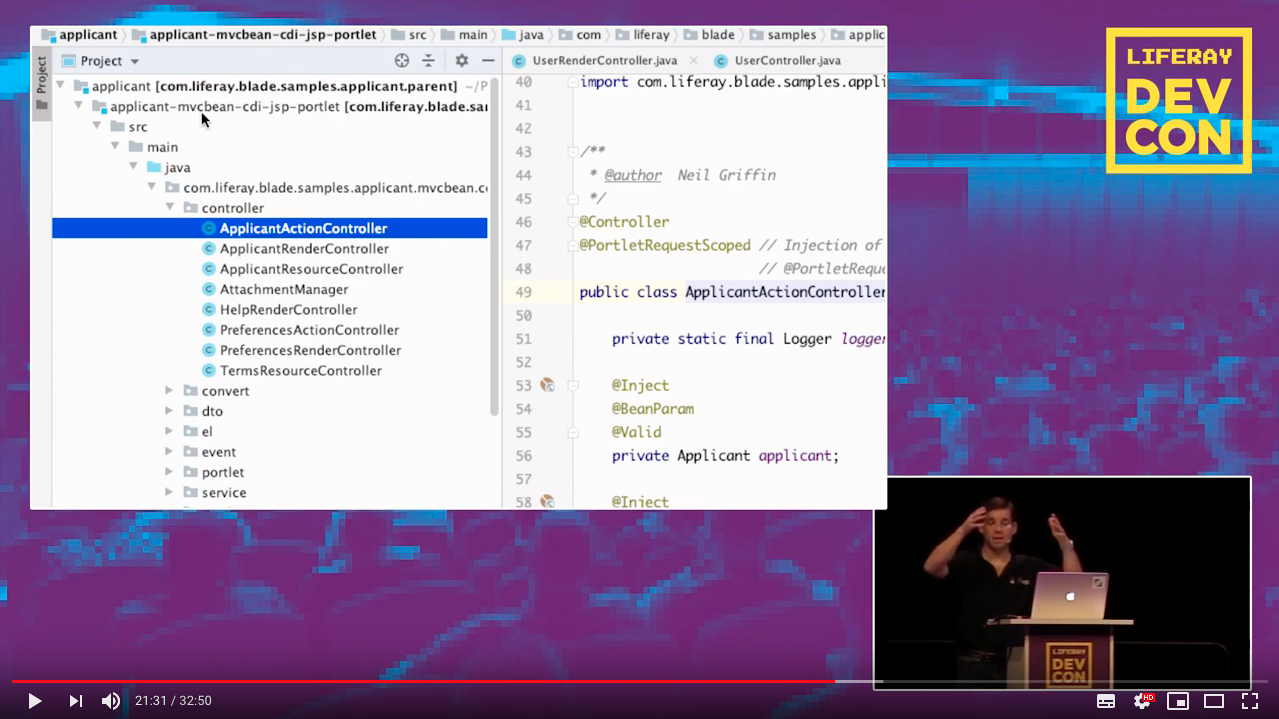 applicant applicant-mvcbean-cdi-jsp-portlet src main java com liferay blade samples applic
Project
Project
UserRenderController.java UserController.java
applicant [com.liferay.blade.samples.applicant.parent] ~/P
applicant-mvcbean-cdi-jsp-portlet [com.liferay.blade.sar
src
main
java
com.liferay.blade.samples.applicant.mvcbean.c
controller
ApplicantActionController
ApplicantRenderController
ApplicantResourceController
AttachmentManager
HelpRenderController
PreferencesActionController
PreferencesRenderController
TermsResourceController
convert
dto
el
event
portlet
service
40 import com.liferay.blade.samples.appli
41
42
43 /**
44 * @author Neil Griffin
45 */
46 @Controller
47 @PortletRequestScoped // Injection of
48 // @PortletReque
49 public class ApplicantActionController
50
51 private static final Logger logger
52
53 @Inject
54 @BeanParam
55 @Valid
56 private Applicant applicant;
57
58 @Inject
LIFERAY
DEV
CON
LIFERAY
DEV
CON
21:31 / 32:50
HD